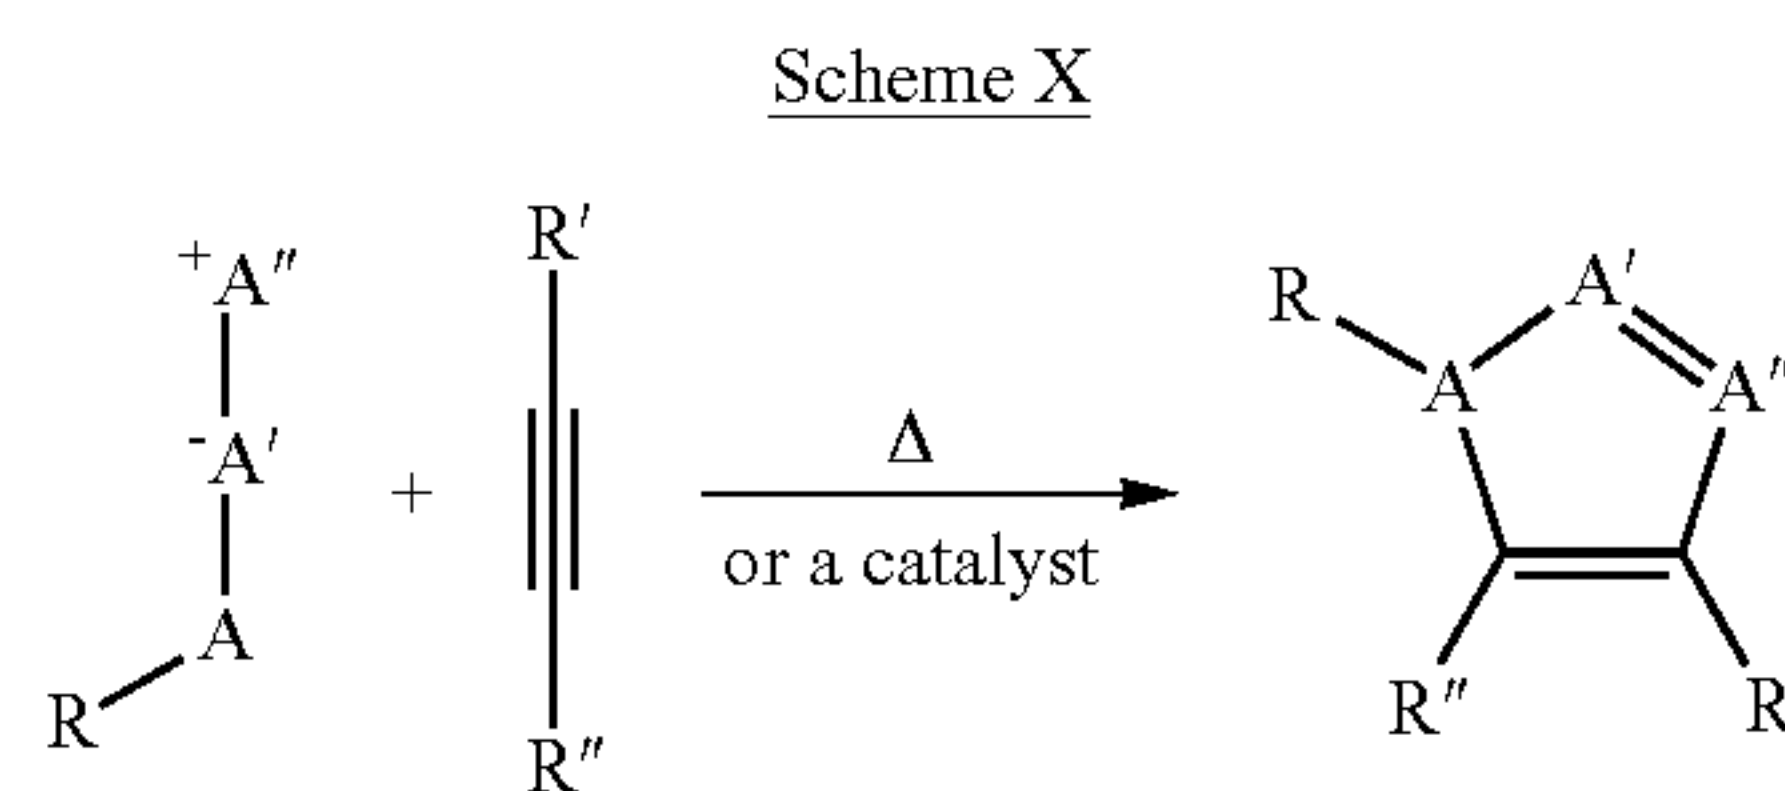 Scheme X
+A″
-A′
A
R
+
R′
R″
Δ
or a catalyst
R
A′
A
A″
R″
R